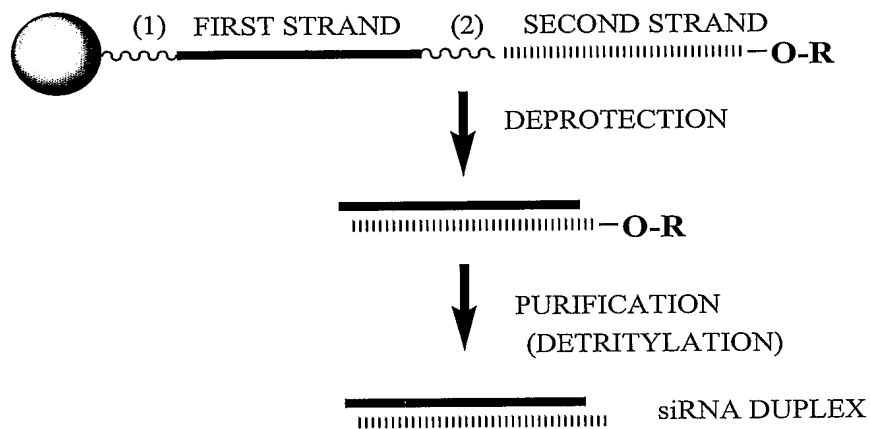 (1) FIRST STRAND (2) SECOND STRAND
O-R
DEPROTECTION
O-R
PURIFICATION
(DETRITYLATION)
siRNA DUPLEX